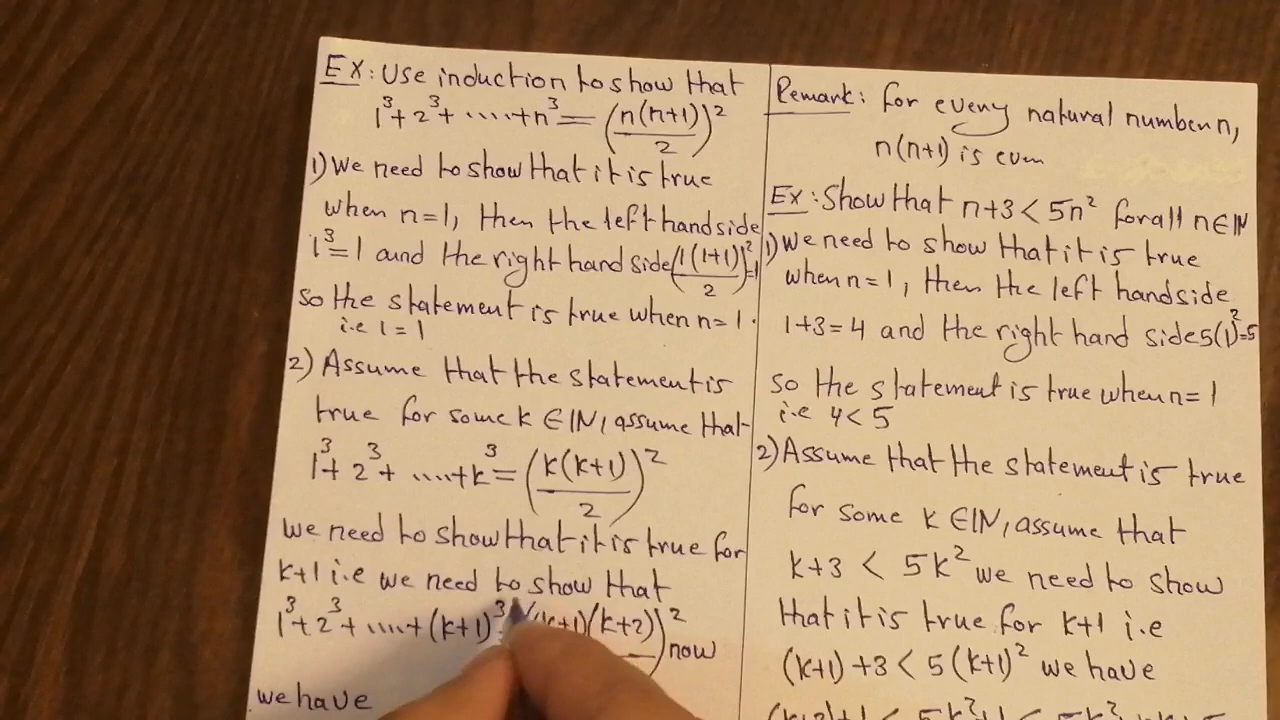 EX: Use induction to show that
1³+2³+.....+n³=(n(n+1)/2)²
1) We need to show that it is true
when n=1, then the left hand side
1³=1 and the right hand side(1(1+1)/2)²=1
so the statement is true when n=1.
i.e 1=1
2) Assume that the statement is
true for some k∈ℕ, assume that
1³+2³+.....+k³=(k(k+1)/2)²
we need to show that it is true for
k+1 i.e we need to show that
1³+2³+.....+(k+1)³=((k+1)(k+2))² now
we have
Remark: for every natural number n,
n(n+1) is even
Ex: Show that n+3<5n² for all n∈ℕ
1) We need to show that it is true
when n=1, then the left handside
1+3=4 and the right hand side 5(1)²=5
so the statement is true when n=1
i.e 4<5
2) Assume that the statement is true
for some k∈ℕ, assume that
k+3 < 5k² we need to show
that it is true for k+1 i.e
(k+1)+3<5(k+1)² we have